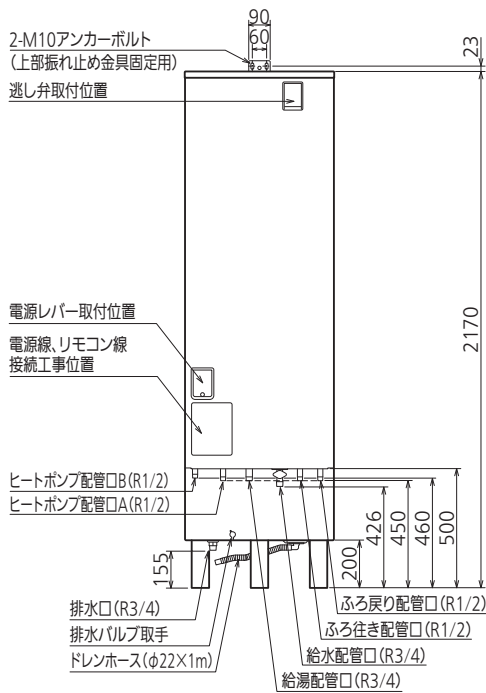 90
60
23
2-M10アンカーボルト
(上部振れ止め金具固定用)
逃し弁取付位置
2170
電源レバー取付位置
電源線、リモコン線
接続工事位置
ヒートポンプ配管口B(R1/2)
ヒートポンプ配管口A(R1/2)
155
200
426
450
460
500
排水口(R3/4)
排水バルブ取手
ドレンホース(φ22×1m)
ふろ戻り配管口(R1/2)
ふろ往き配管口(R1/2)
給水配管口(R3/4)
給湯配管口(R3/4)